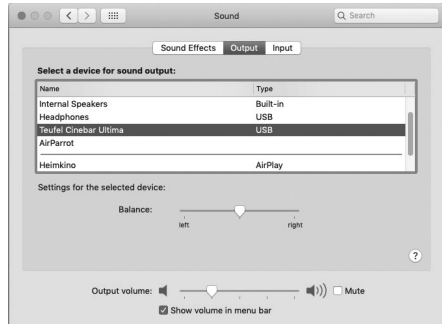 Sound
Search
Sound Effects Output Input
Select a device for sound output:
Name Type
Internal Speakers Built-in
Headphones USB
Teufel Cinebar Ultima USB
AirParrot
Heimkino AirPlay
Settings for the selected device:
Balance:
left right
?
Output volume: Mute
Show volume in menu bar